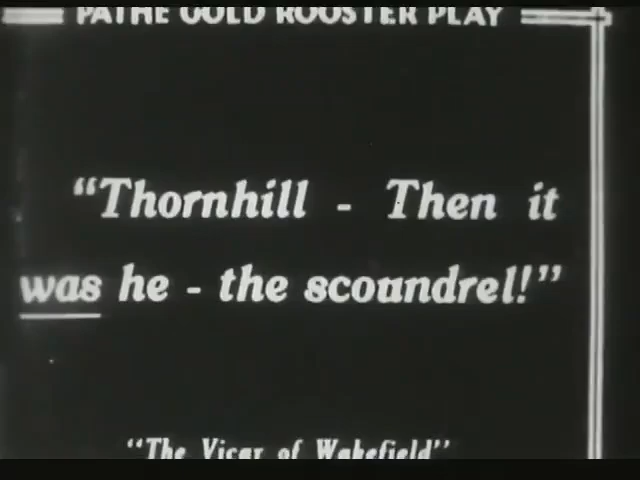 PATHE GOLD ROOSTER PLAY
"Thornhill - Then it
was he - the scoundrel!"
"The Vicar of Wakefield"